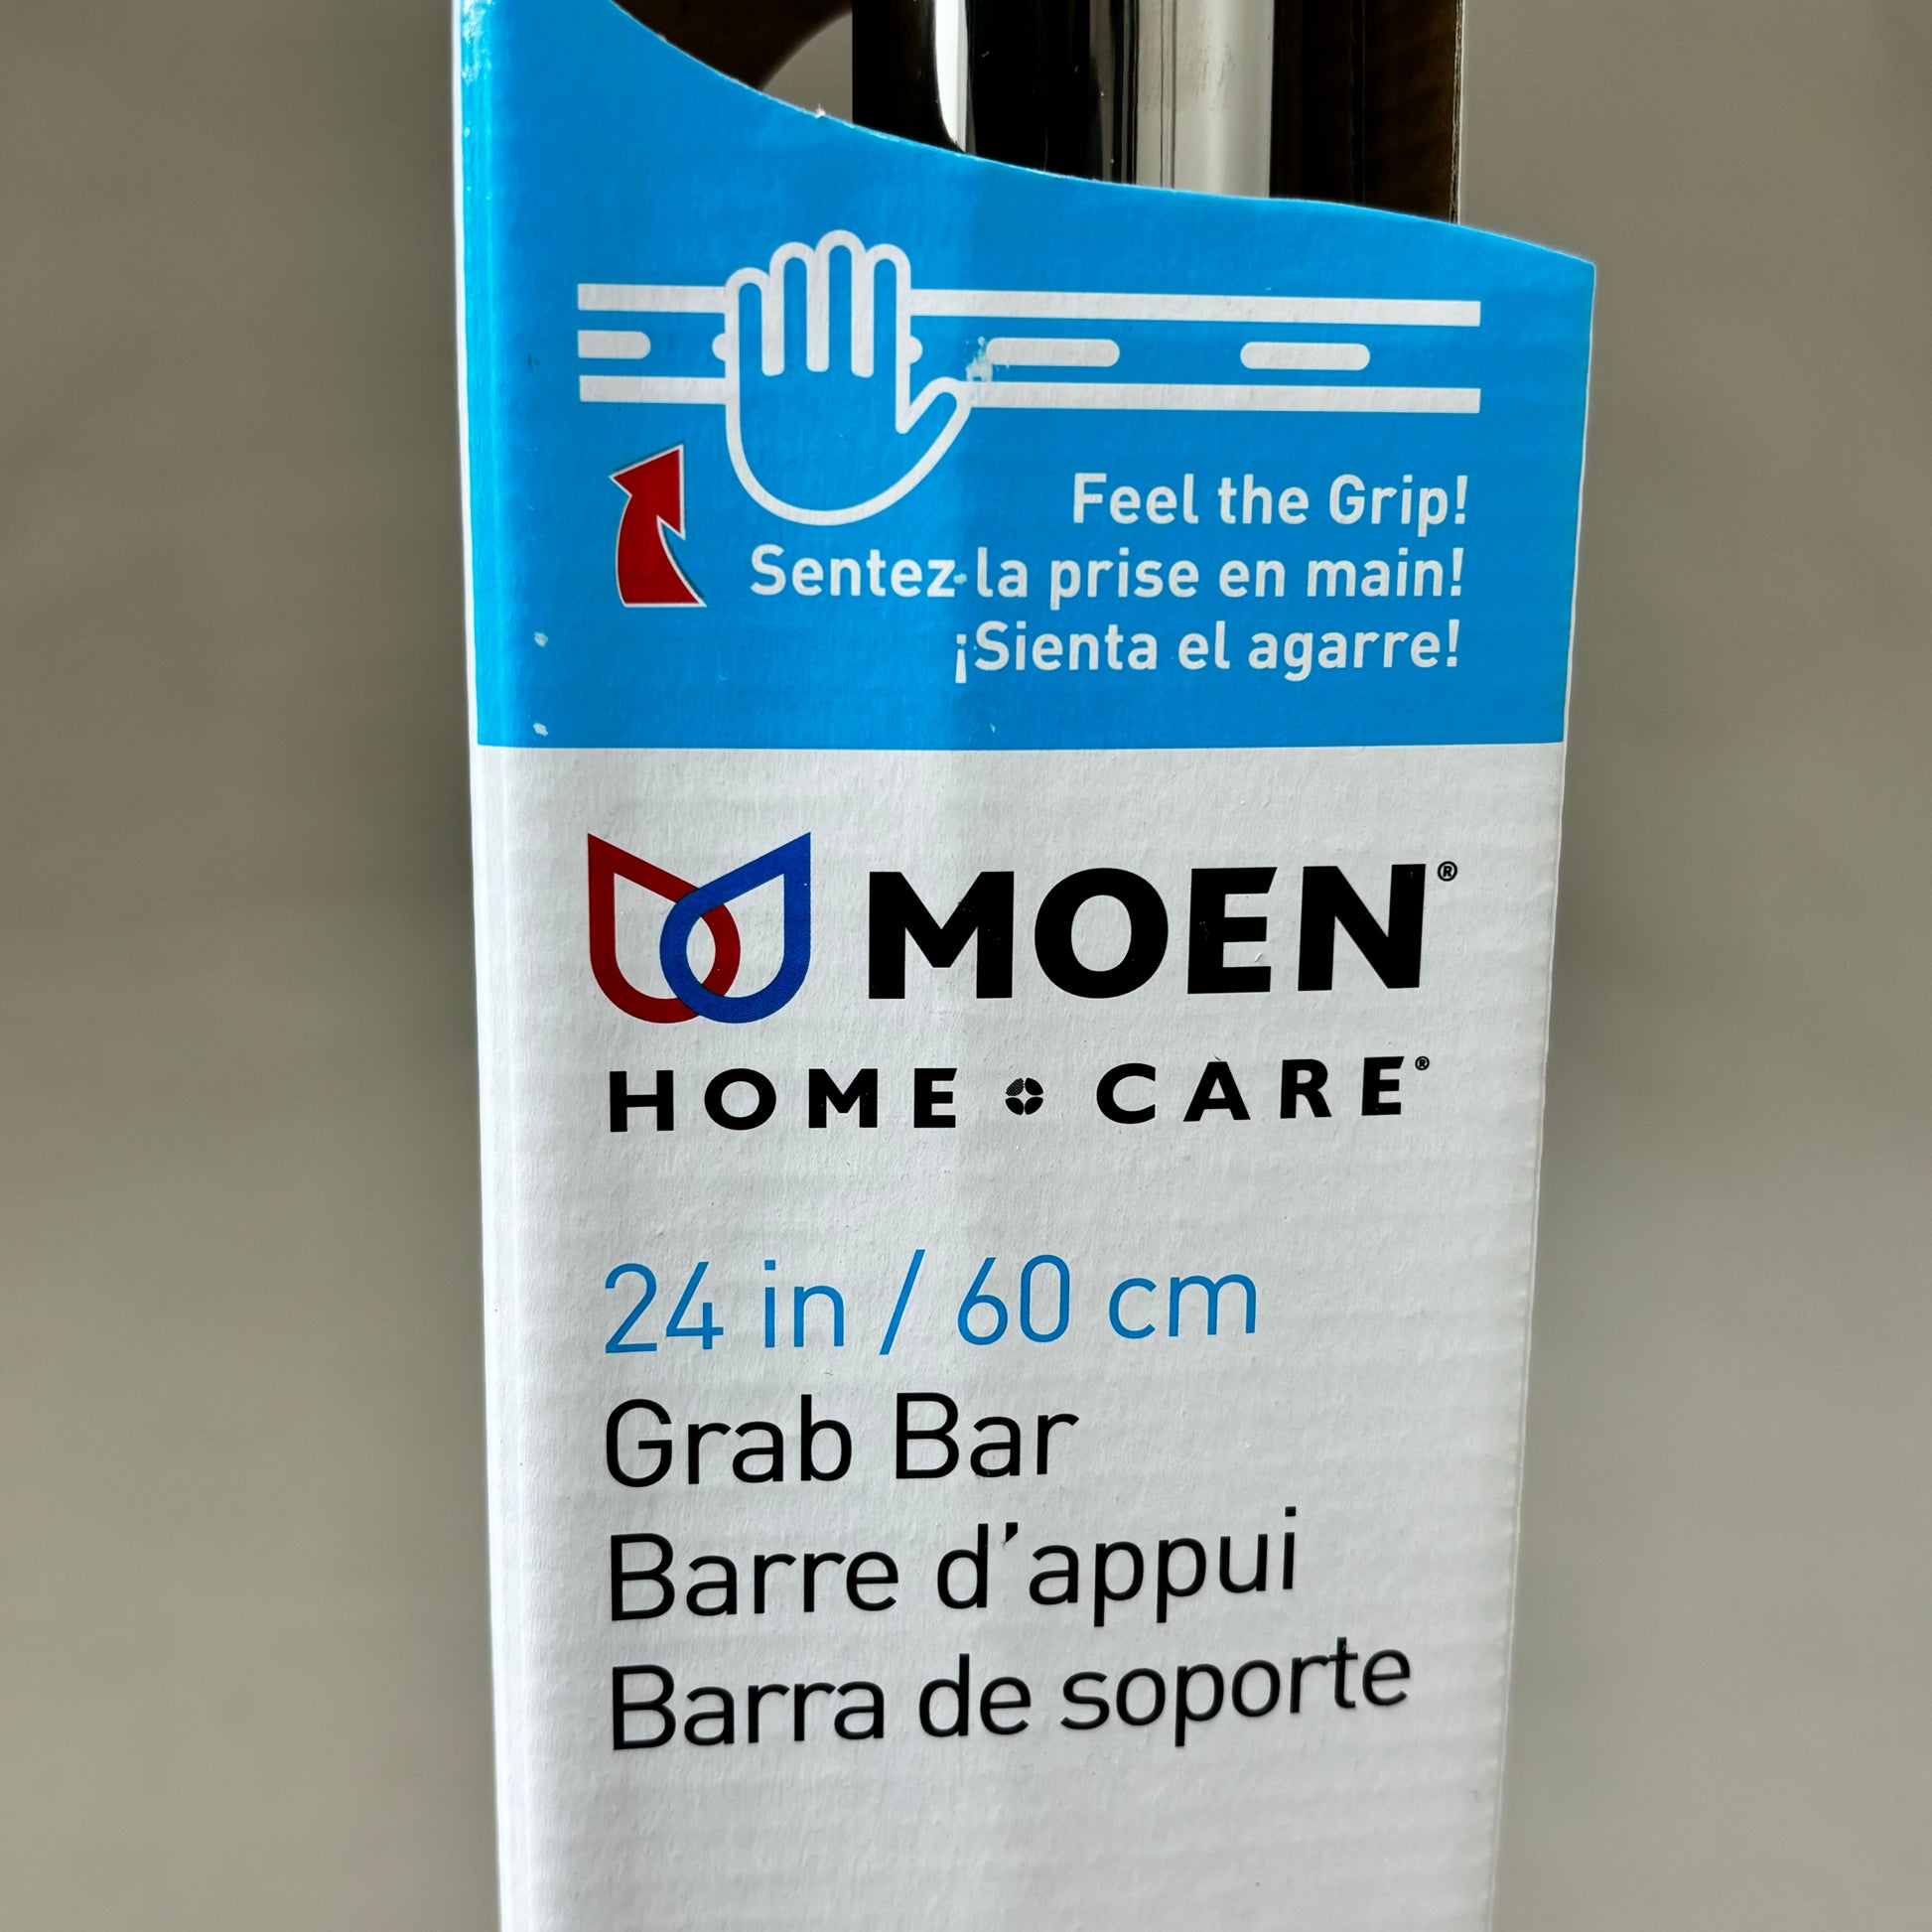 Feel the Grip!
Sentez la prise en main!
¡Sienta el agarre!
MOEN®
HOME CARE®
24 in / 60 cm
Grab Bar
Barre d'appui
Barra de soporte